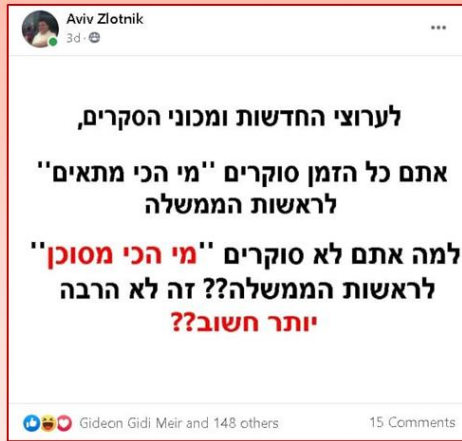 Aviv Zlotnik
3d
לערוצי החדשות ומכוני הסקרים,
אתם כל הזמן סוקרים ''מי הכי מתאים''
לראשות הממשלה
למה אתם לא סוקרים ''מי הכי מסוכן''
לראשות הממשלה?? זה לא הרבה
יותר חשוב??
Gideon Gidi Meir and 148 others
15 Comments